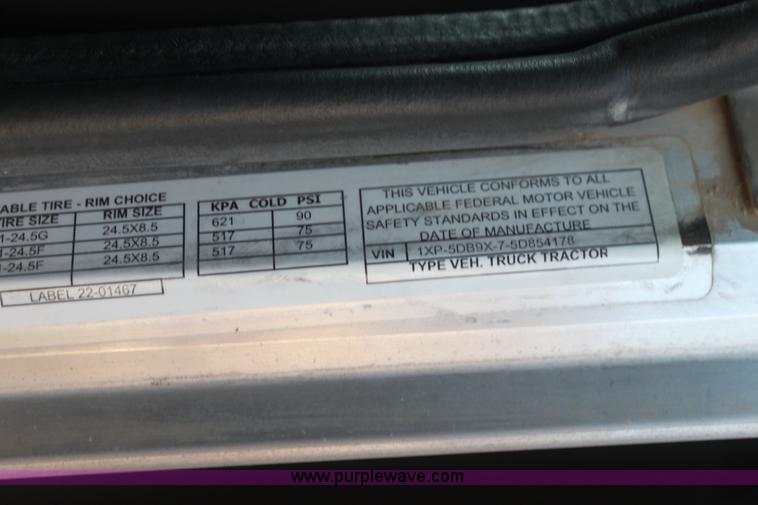 ABLE TIRE - RIM CHOICE
IRE SIZE RIM SIZE
1-24.5G 24.5X8.5
1-24.5F 24.5X8.5
1-24.5F 24.5X8.5
LABEL 22-01467
KPA COLD PSI
621 90
517 75
517 75
THIS VEHICLE CONFORMS TO ALL
APPLICABLE FEDERAL MOTOR VEHICLE
SAFETY STANDARDS IN EFFECT ON THE
DATE OF MANUFACTURE
VIN 1XP-5DB9X-7-5D854178
TYPE VEH. TRUCK TRACTOR
www.purplewave.com